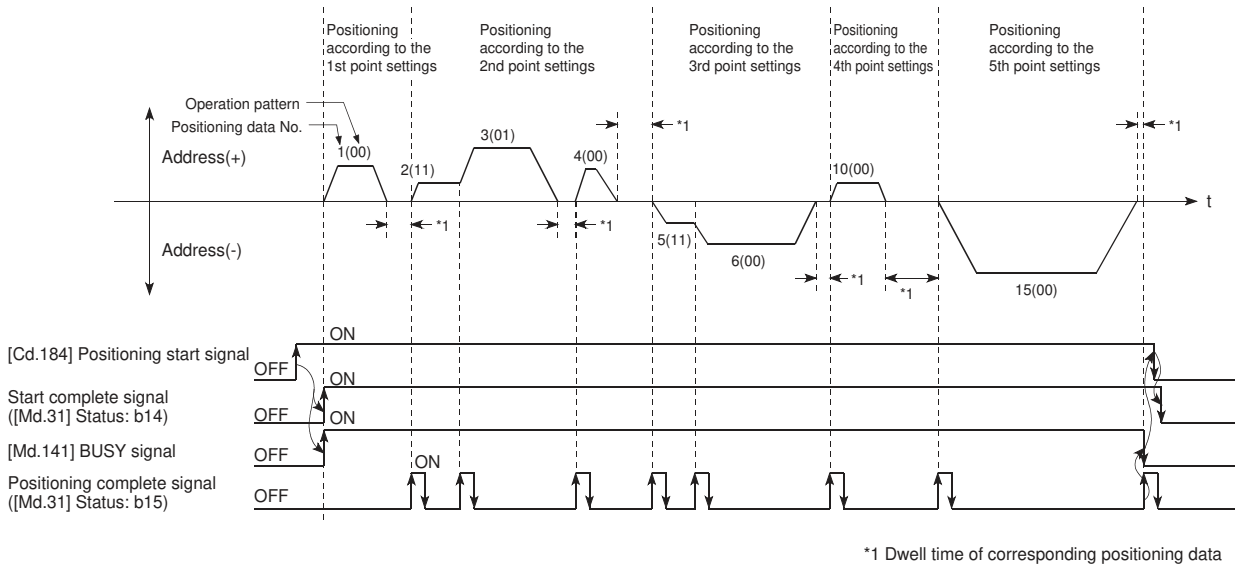 Positioning
according to the
1st point settings
Positioning
according to the
2nd point settings
Positioning
according to the
3rd point settings
Positioning
according to the
4th point settings
Positioning
according to the
5th point settings
Operation pattern
Positioning data No.
Address(+)
Address(-)
1(00)
2(11)
3(01)
4(00)
5(11)
6(00)
10(00)
15(00)
*1
*1
*1
*1
*1
*1
t
[Cd.184] Positioning start signal
OFF
ON
Start complete signal
([Md.31] Status: b14)
OFF
ON
[Md.141] BUSY signal
OFF
ON
Positioning complete signal
([Md.31] Status: b15)
OFF
ON
*1 Dwell time of corresponding positioning data